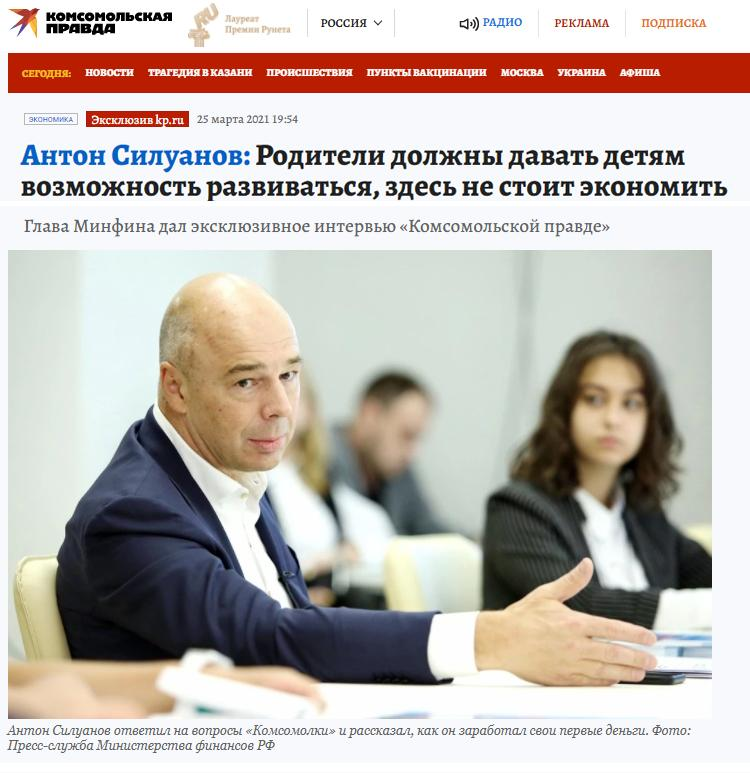 КОМСОМОЛЬСКАЯ
ПРАВДА
.RU
Лауреат
Премии Рунета
РОССИЯ
РАДИО
РЕКЛАМА
ПОДПИСКА
СЕГОДНЯ: НОВОСТИ ТРАГЕДИЯ В КАЗАНИ ПРОИСШЕСТВИЯ ПУНКТЫ ВАКЦИНАЦИИ МОСКВА УКРАИНА АФИША
ЭКОНОМИКА Эксклюзив kp.ru 25 марта 2021 19:54
Антон Силуанов: Родители должны давать детям
возможность развиваться, здесь не стоит экономить
Глава Минфина дал эксклюзивное интервью «Комсомольской правде»
Антон Силуанов ответил на вопросы «Комсомолки» и рассказал, как он заработал свои первые деньги. Фото:
Пресс-служба Министерства финансов РФ